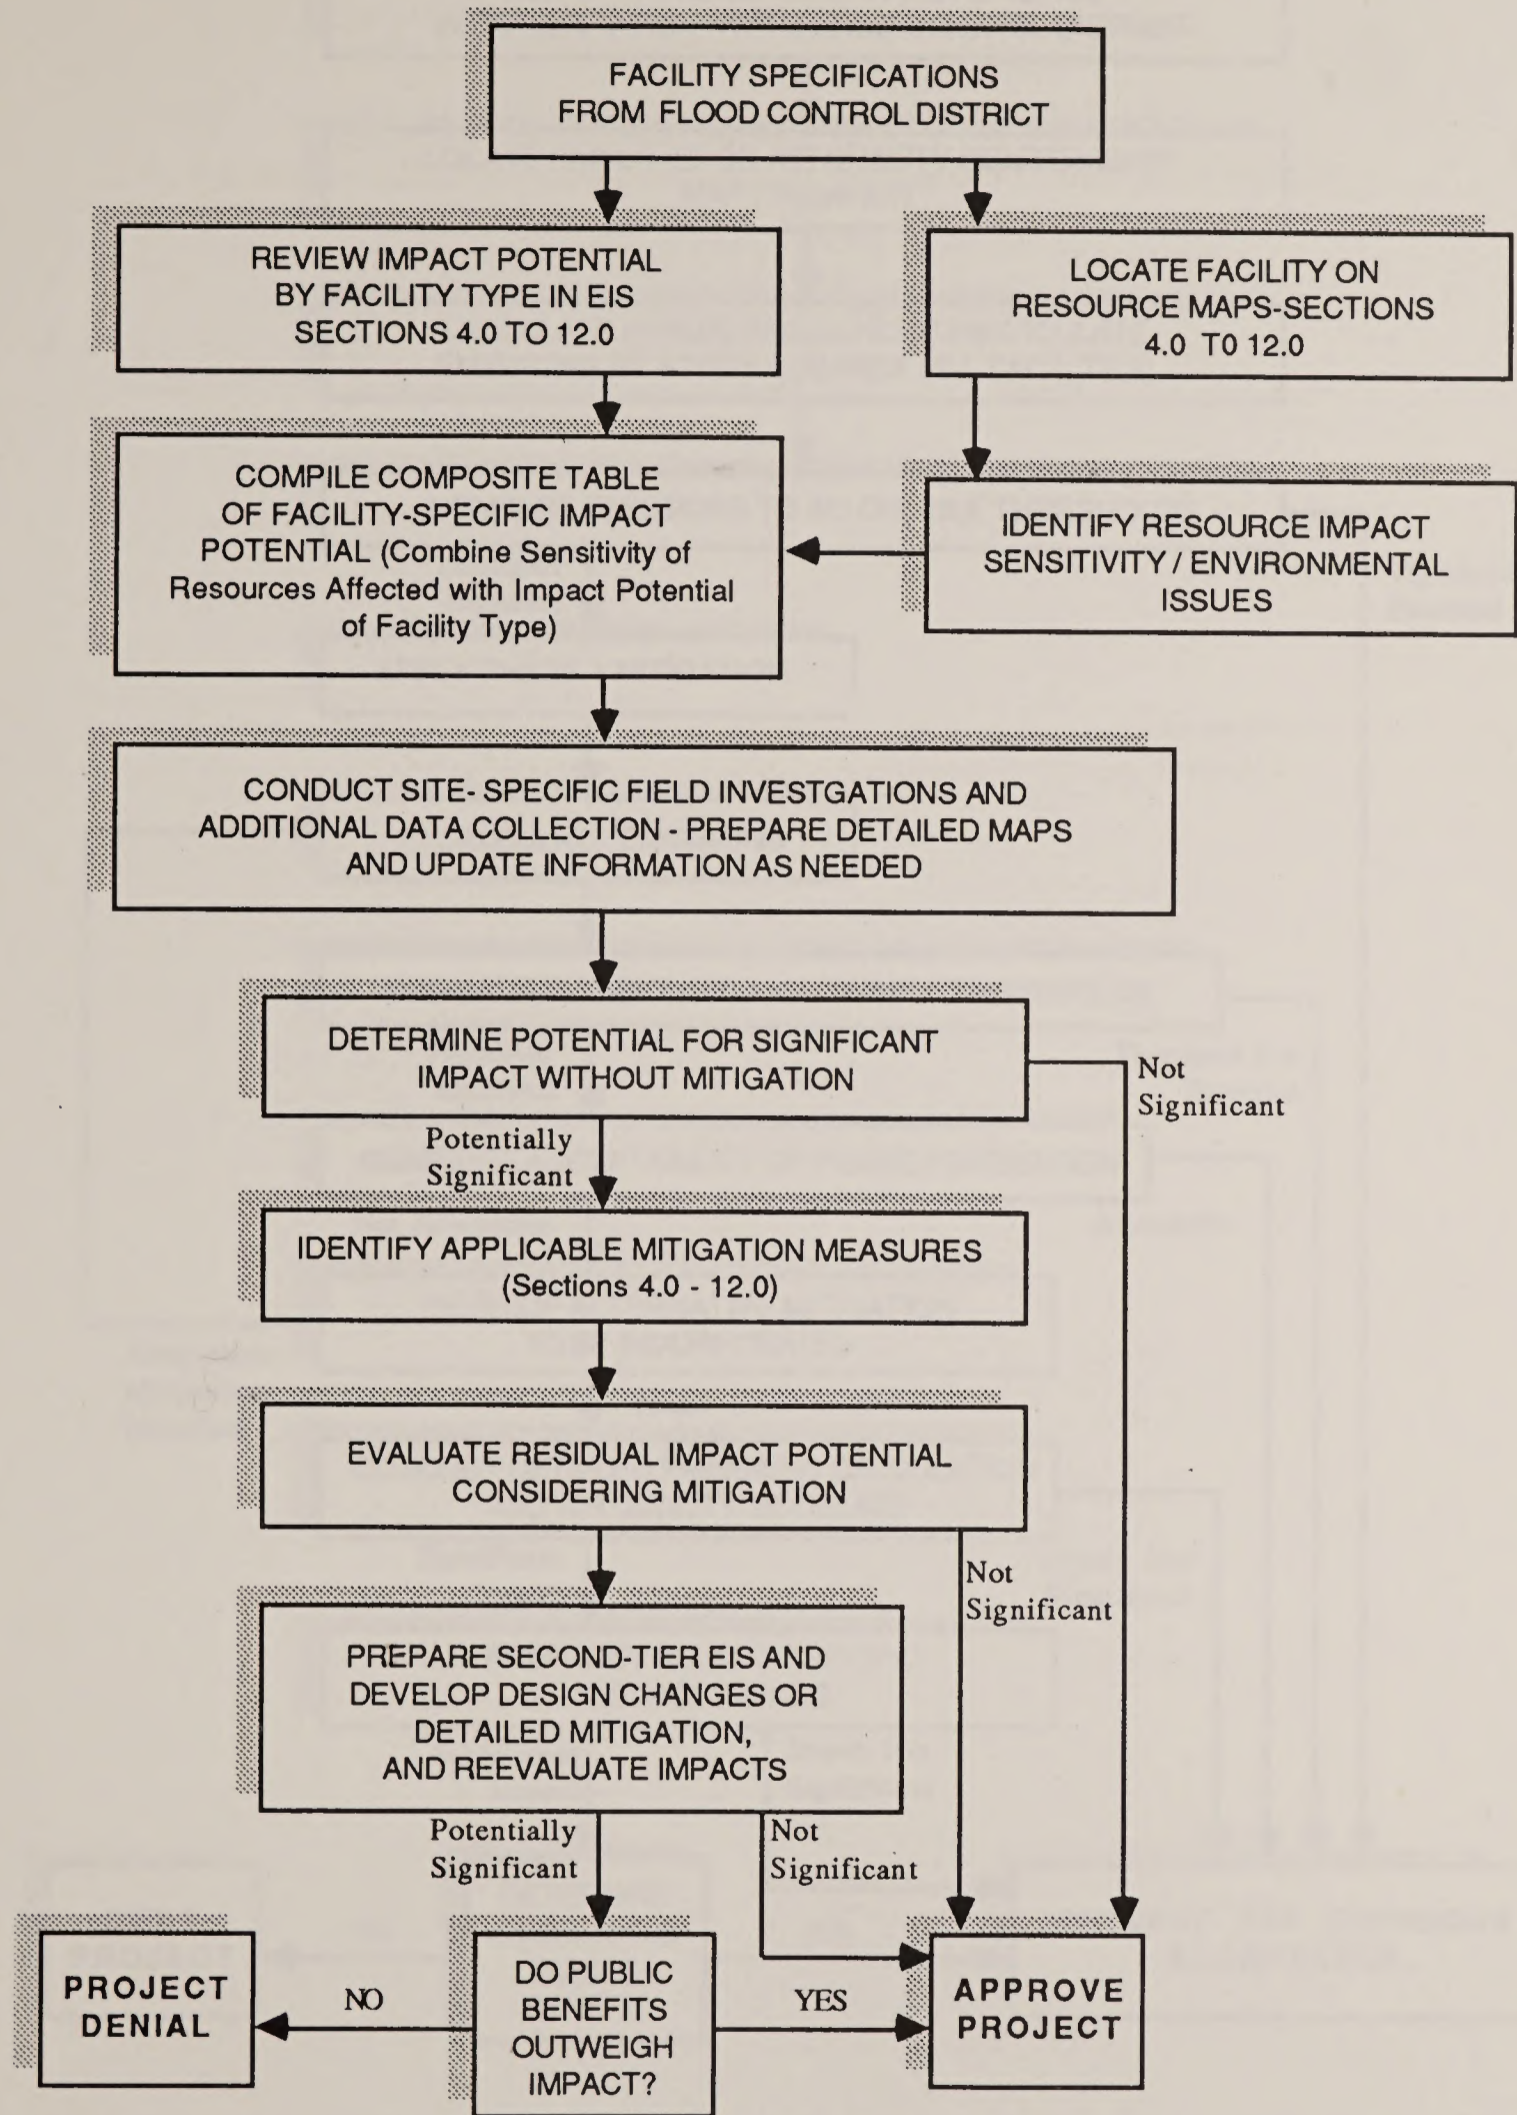 FACILITY SPECIFICATIONS
FROM FLOOD CONTROL DISTRICT
REVIEW IMPACT POTENTIAL
BY FACILITY TYPE IN EIS
SECTIONS 4.0 TO 12.0
LOCATE FACILITY ON
RESOURCE MAPS-SECTIONS
4.0 TO 12.0
COMPILE COMPOSITE TABLE
OF FACILITY-SPECIFIC IMPACT
POTENTIAL (Combine Sensitivity of
Resources Affected with Impact Potential
of Facility Type)
IDENTIFY RESOURCE IMPACT
SENSITIVITY / ENVIRONMENTAL
ISSUES
CONDUCT SITE- SPECIFIC FIELD INVESTGATIONS AND
ADDITIONAL DATA COLLECTION - PREPARE DETAILED MAPS
AND UPDATE INFORMATION AS NEEDED
DETERMINE POTENTIAL FOR SIGNIFICANT
IMPACT WITHOUT MITIGATION
Not
Significant
Potentially
Significant
IDENTIFY APPLICABLE MITIGATION MEASURES
(Sections 4.0 - 12.0)
EVALUATE RESIDUAL IMPACT POTENTIAL
CONSIDERING MITIGATION
Not
Significant
PREPARE SECOND-TIER EIS AND
DEVELOP DESIGN CHANGES OR
DETAILED MITIGATION,
AND REEVALUATE IMPACTS
Potentially
Significant
Not
Significant
PROJECT
DENIAL
NO
DO PUBLIC
BENEFITS
OUTWEIGH
IMPACT?
YES
APPROVE
PROJECT